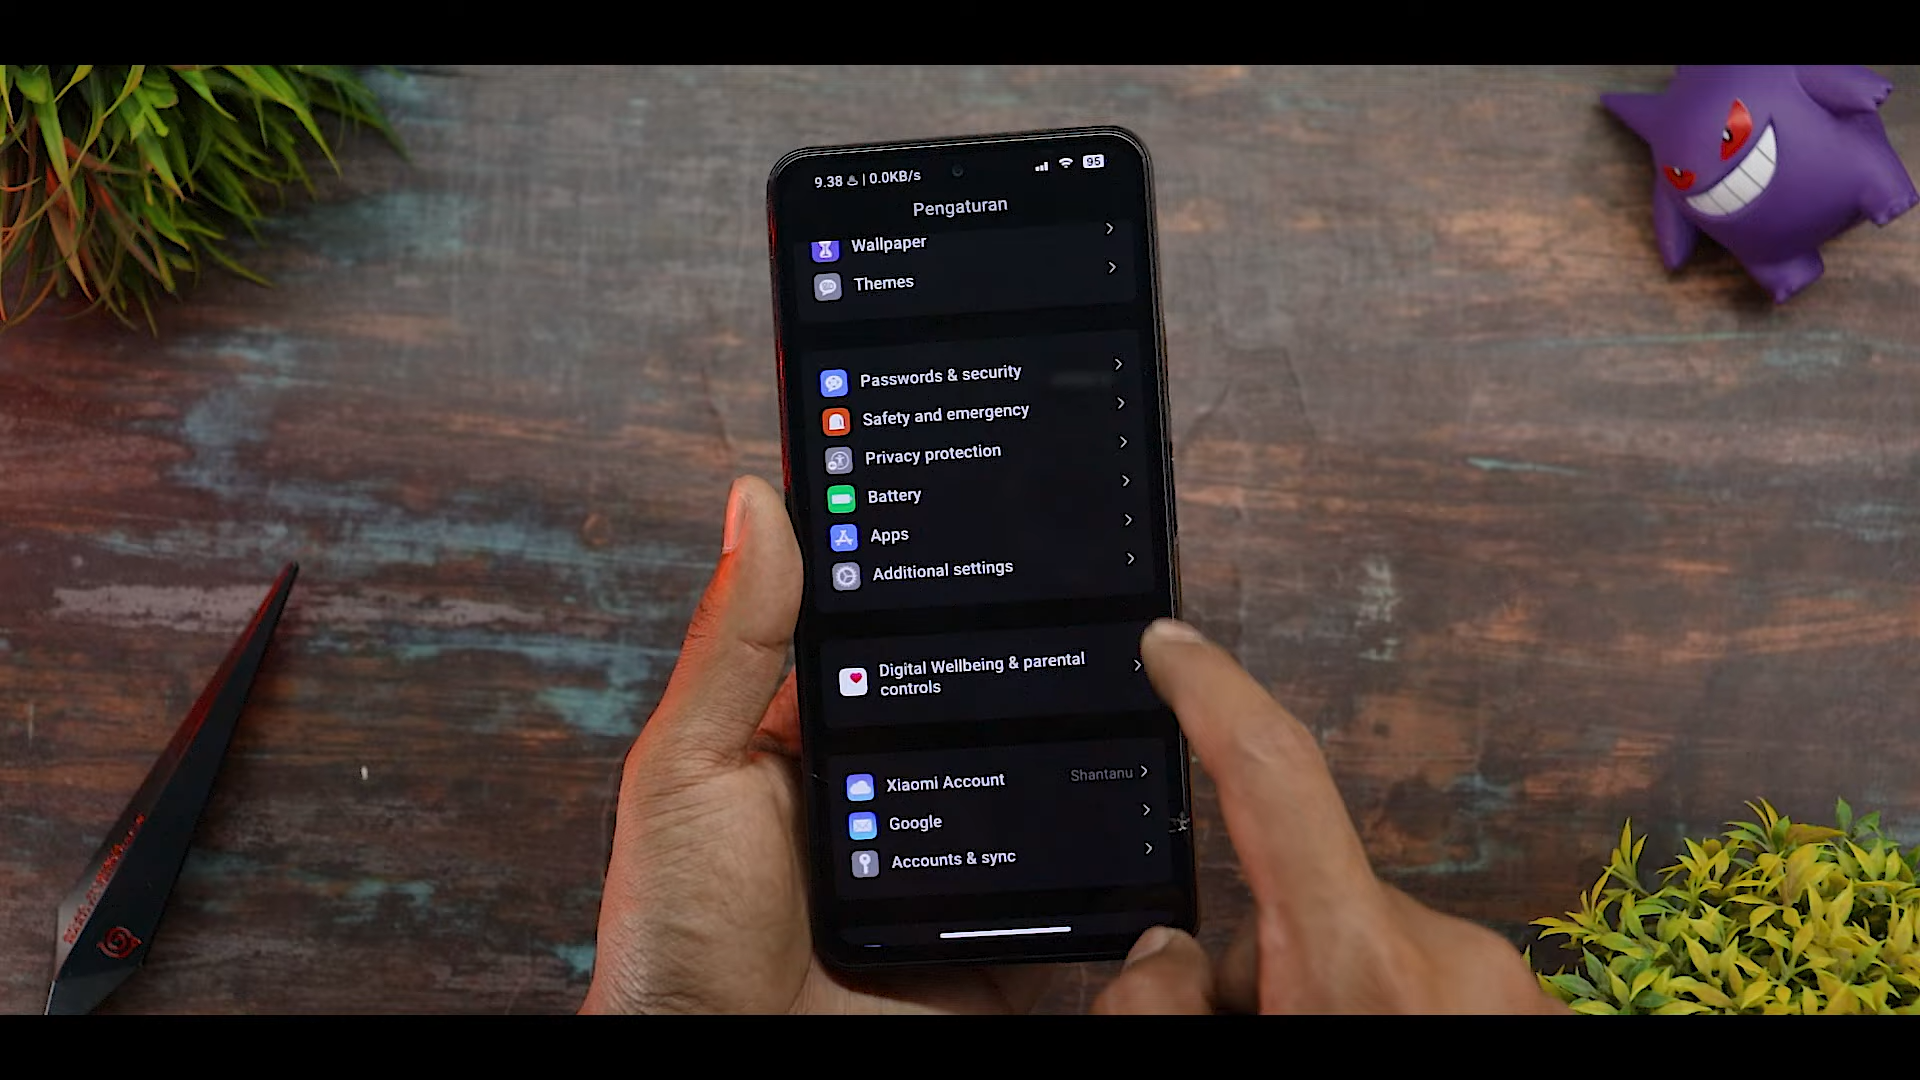 9.38 | 0.0KB/s 95
Pengaturan
Wallpaper
Themes
Passwords & security
Safety and emergency
Privacy protection
Battery
Apps
Additional settings
Digital Wellbeing & parental
controls
Xiaomi Account Shantanu
Google
Accounts & sync